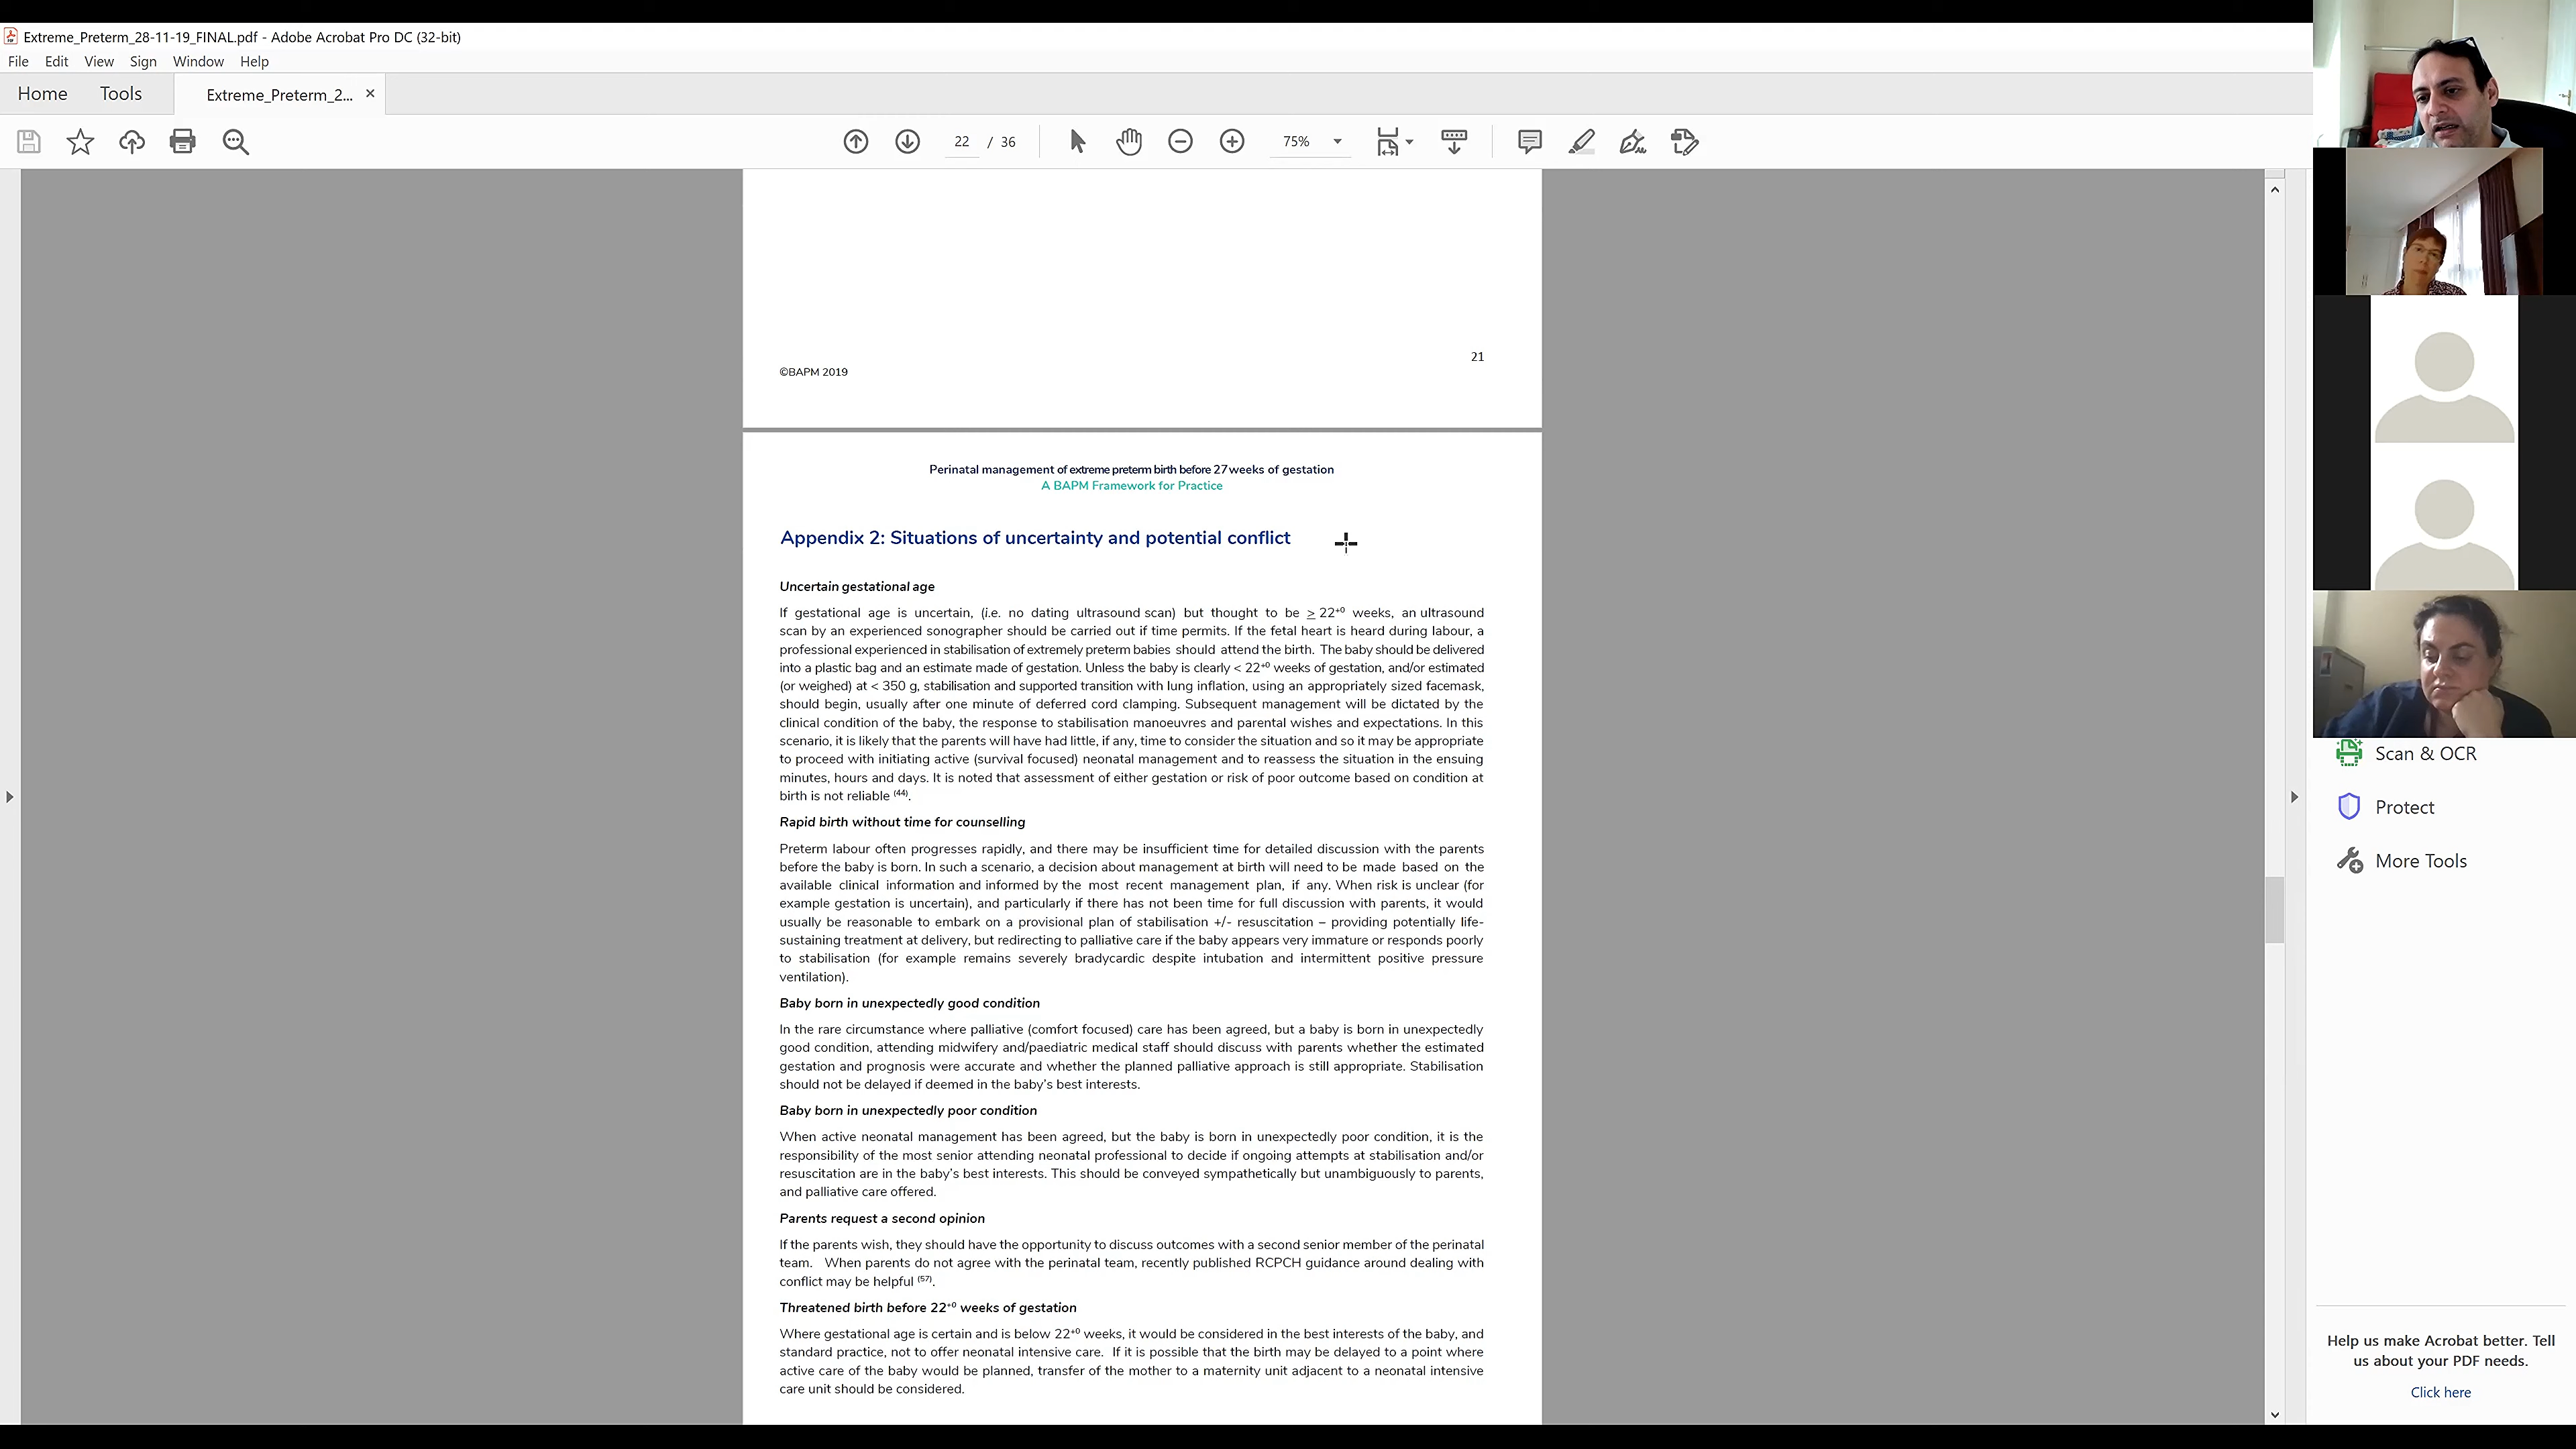 Extreme_Preterm_28-11-19_FINAL.pdf - Adobe Acrobat Pro DC (32-bit)
File Edit View Sign Window Help
Home Tools Extreme_Preterm_2... ×
22 / 36 75%
21
©BAPM 2019
Perinatal management of extreme preterm birth before 27 weeks of gestation
A BAPM Framework for Practice
Appendix 2: Situations of uncertainty and potential conflict
Uncertain gestational age
If gestational age is uncertain, (i.e. no dating ultrasound scan) but thought to be ≥ 22⁺⁰ weeks, an ultrasound
scan by an experienced sonographer should be carried out if time permits. If the fetal heart is heard during labour, a
professional experienced in stabilisation of extremely preterm babies should attend the birth. The baby should be delivered
into a plastic bag and an estimate made of gestation. Unless the baby is clearly < 22⁺⁰ weeks of gestation, and/or estimated
(or weighed) at < 350 g, stabilisation and supported transition with lung inflation, using an appropriately sized facemask,
should begin, usually after one minute of deferred cord clamping. Subsequent management will be dictated by the
clinical condition of the baby, the response to stabilisation manoeuvres and parental wishes and expectations. In this
scenario, it is likely that the parents will have had little, if any, time to consider the situation and so it may be appropriate
to proceed with initiating active (survival focused) neonatal management and to reassess the situation in the ensuing
minutes, hours and days. It is noted that assessment of either gestation or risk of poor outcome based on condition at
birth is not reliable ⁽⁴⁴⁾.
Rapid birth without time for counselling
Preterm labour often progresses rapidly, and there may be insufficient time for detailed discussion with the parents
before the baby is born. In such a scenario, a decision about management at birth will need to be made based on the
available clinical information and informed by the most recent management plan, if any. When risk is unclear (for
example gestation is uncertain), and particularly if there has not been time for full discussion with parents, it would
usually be reasonable to embark on a provisional plan of stabilisation +/- resuscitation – providing potentially life-
sustaining treatment at delivery, but redirecting to palliative care if the baby appears very immature or responds poorly
to stabilisation (for example remains severely bradycardic despite intubation and intermittent positive pressure
ventilation).
Baby born in unexpectedly good condition
In the rare circumstance where palliative (comfort focused) care has been agreed, but a baby is born in unexpectedly
good condition, attending midwifery and/paediatric medical staff should discuss with parents whether the estimated
gestation and prognosis were accurate and whether the planned palliative approach is still appropriate. Stabilisation
should not be delayed if deemed in the baby's best interests.
Baby born in unexpectedly poor condition
When active neonatal management has been agreed, but the baby is born in unexpectedly poor condition, it is the
responsibility of the most senior attending neonatal professional to decide if ongoing attempts at stabilisation and/or
resuscitation are in the baby's best interests. This should be conveyed sympathetically but unambiguously to parents,
and palliative care offered.
Parents request a second opinion
If the parents wish, they should have the opportunity to discuss outcomes with a second senior member of the perinatal
team. When parents do not agree with the perinatal team, recently published RCPCH guidance around dealing with
conflict may be helpful ⁽⁵⁷⁾.
Threatened birth before 22⁺⁰ weeks of gestation
Where gestational age is certain and is below 22⁺⁰ weeks, it would be considered in the best interests of the baby, and
standard practice, not to offer neonatal intensive care. If it is possible that the birth may be delayed to a point where
active care of the baby would be planned, transfer of the mother to a maternity unit adjacent to a neonatal intensive
care unit should be considered.
Scan & OCR
Protect
More Tools
Help us make Acrobat better. Tell
us about your PDF needs.
Click here